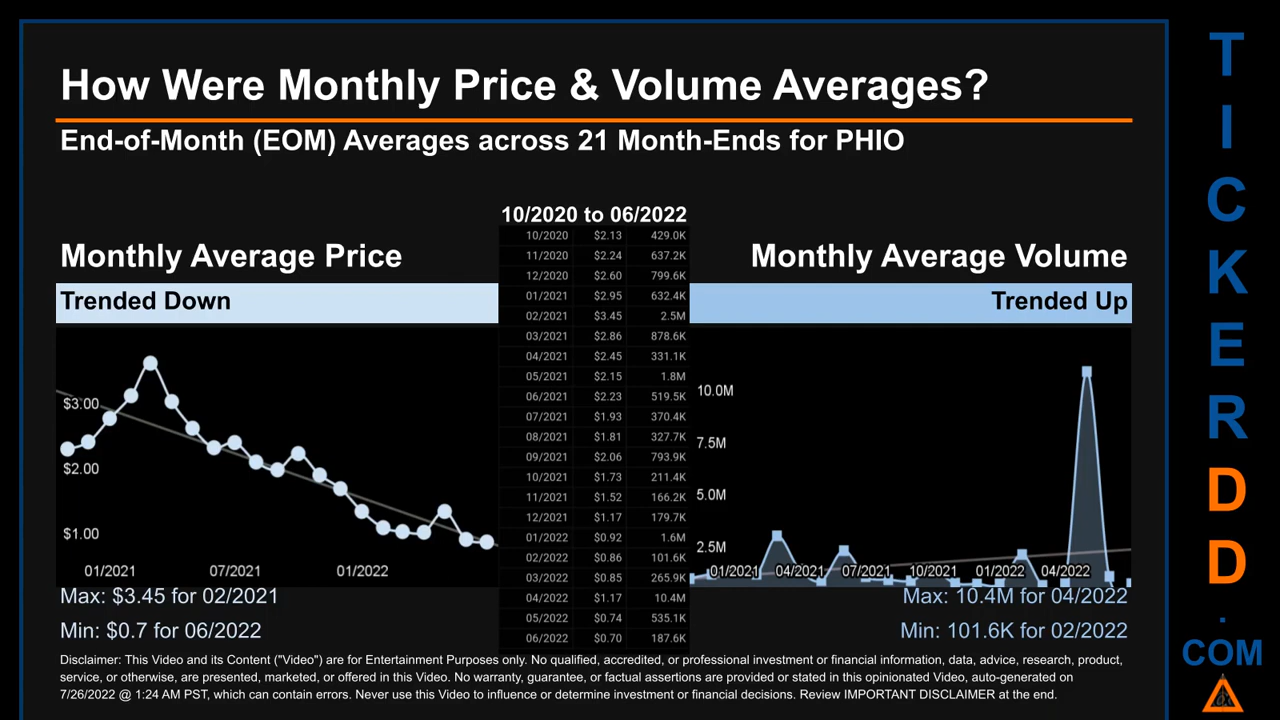 How Were Monthly Price & Volume Averages?
End-of-Month (EOM) Averages across 21 Month-Ends for PHIO
10/2020 to 06/2022
Monthly Average Price
Trended Down
$3.00
$2.00
$1.00
01/2021 07/2021 01/2022
Max: $3.45 for 02/2021
Min: $0.7 for 06/2022
10/2020 $2.13 429.0K
11/2020 $2.24 637.2K
12/2020 $2.60 799.6K
01/2021 $2.95 632.4K
02/2021 $3.45 2.5M
03/2021 $2.86 878.6K
04/2021 $2.45 331.1K
05/2021 $2.15 1.8M
06/2021 $2.23 519.5K
07/2021 $1.93 370.4K
08/2021 $1.81 327.7K
09/2021 $2.06 793.9K
10/2021 $1.73 211.4K
11/2021 $1.52 166.2K
12/2021 $1.17 179.7K
01/2022 $0.92 1.6M
02/2022 $0.86 101.6K
03/2022 $0.85 265.9K
04/2022 $1.17 10.4M
05/2022 $0.74 535.1K
06/2022 $0.70 187.6K
Monthly Average Volume
Trended Up
10.0M
7.5M
5.0M
2.5M
01/2021 04/2021 07/2021 10/2021 01/2022 04/2022
Max: 10.4M for 04/2022
Min: 101.6K for 02/2022
Disclaimer: This Video and its Content ("Video") are for Entertainment Purposes only. No qualified, accredited, or professional investment or financial information, data, advice, research, product,
service, or otherwise, are presented, marketed, or offered in this Video. No warranty, guarantee, or factual assertions are provided or stated in this opinionated Video, auto-generated on
7/26/2022 @ 1:24 AM PST, which can contain errors. Never use this Video to influence or determine investment or financial decisions. Review IMPORTANT DISCLAIMER at the end.
T
I
C
K
E
R
D
D
.
COM